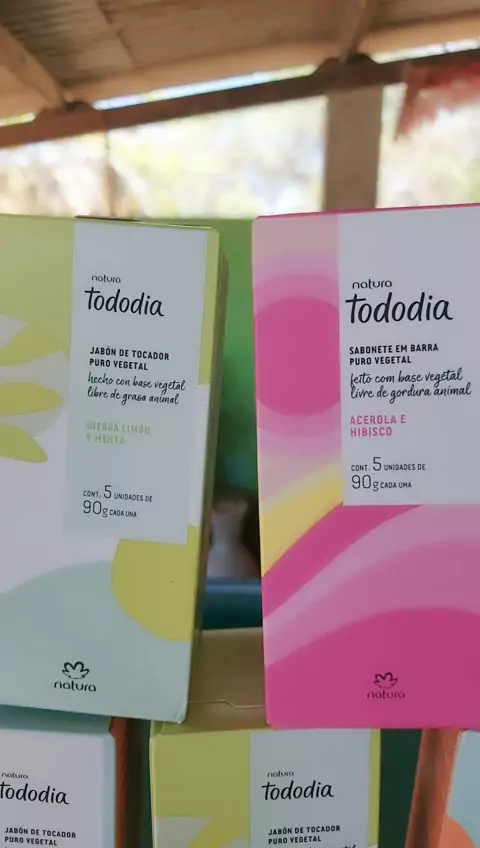 natura
Tododia
JABÓN DE TOCADOR
PURO VEGETAL
hecho con base vegetal
libre de grasa animal
HIERBA LIMÓN
Y MENTA
CONT. 5 UNIDADES DE
90g CADA UNA
natura
natura
Tododia
SABONETE EM BARRA
PURO VEGETAL
feito com base vegetal
livre de gordura animal
ACEROLA E
HIBISCO
CONT. 5 UNIDADES DE
90g CADA UMA
natura
natura
Tododia
JABÓN DE TOCADOR
PURO VEGETAL
natura
Tododia
JABÓN DE TOCADOR
PURO VEGETAL